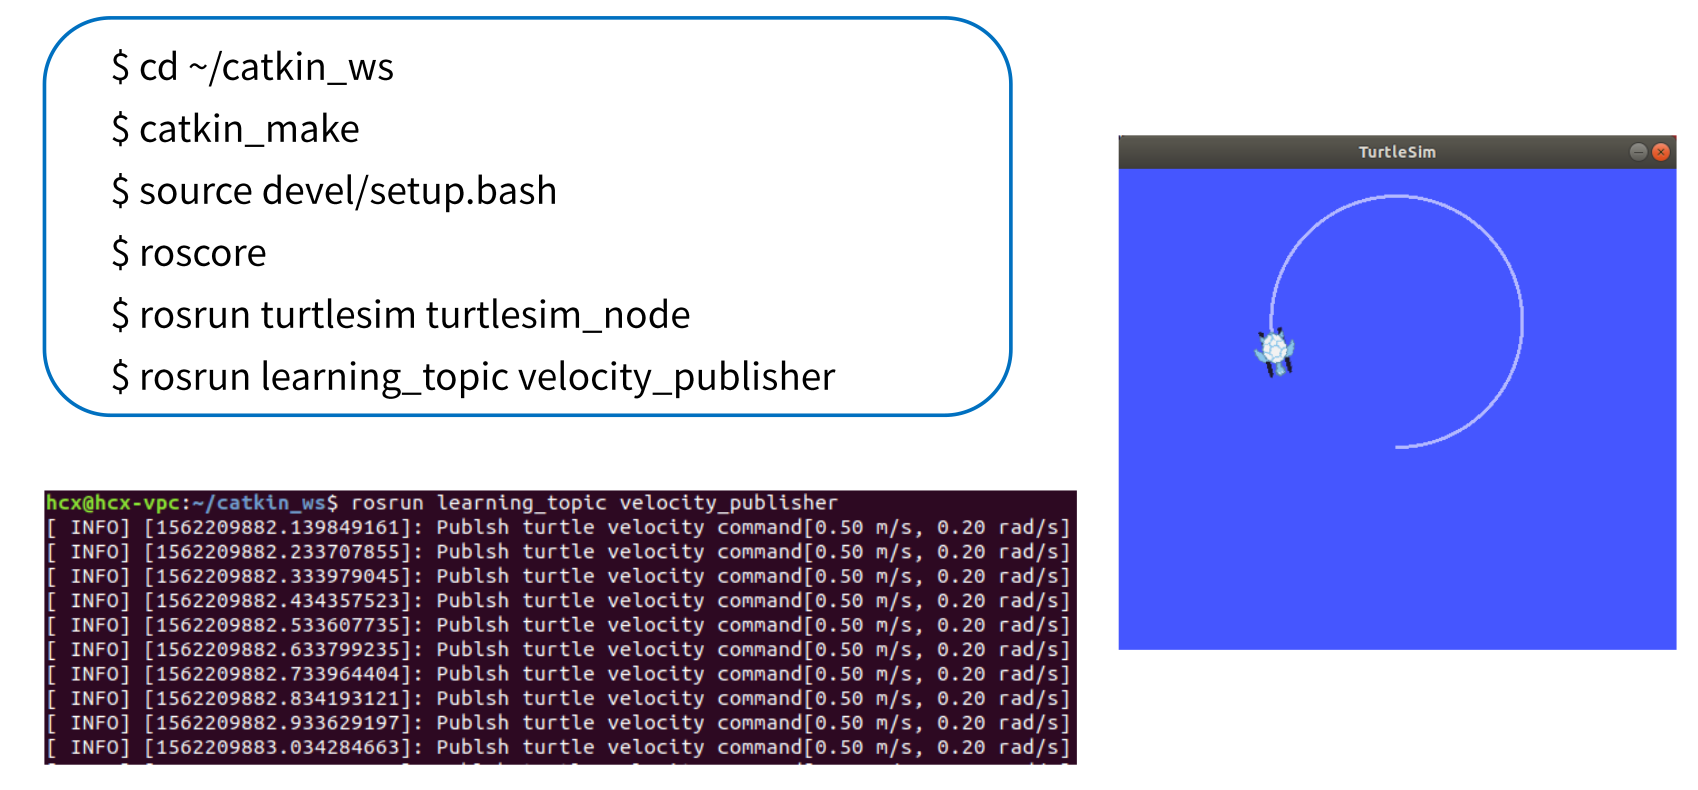 $ cd ~/catkin_ws
$ catkin_make
$ source devel/setup.bash
$ roscore
$ rosrun turtlesim turtlesim_node
$ rosrun learning_topic velocity_publisher
TurtleSim
hcx@hcx-vpc:~/catkin_ws$ rosrun learning_topic velocity_publisher
[ INFO] [1562209882.139849161]: Publsh turtle velocity command[0.50 m/s, 0.20 rad/s]
[ INFO] [1562209882.233707855]: Publsh turtle velocity command[0.50 m/s, 0.20 rad/s]
[ INFO] [1562209882.333979045]: Publsh turtle velocity command[0.50 m/s, 0.20 rad/s]
[ INFO] [1562209882.434357523]: Publsh turtle velocity command[0.50 m/s, 0.20 rad/s]
[ INFO] [1562209882.533607735]: Publsh turtle velocity command[0.50 m/s, 0.20 rad/s]
[ INFO] [1562209882.633799235]: Publsh turtle velocity command[0.50 m/s, 0.20 rad/s]
[ INFO] [1562209882.733964404]: Publsh turtle velocity command[0.50 m/s, 0.20 rad/s]
[ INFO] [1562209882.834193121]: Publsh turtle velocity command[0.50 m/s, 0.20 rad/s]
[ INFO] [1562209882.933629197]: Publsh turtle velocity command[0.50 m/s, 0.20 rad/s]
[ INFO] [1562209883.034284663]: Publsh turtle velocity command[0.50 m/s, 0.20 rad/s]